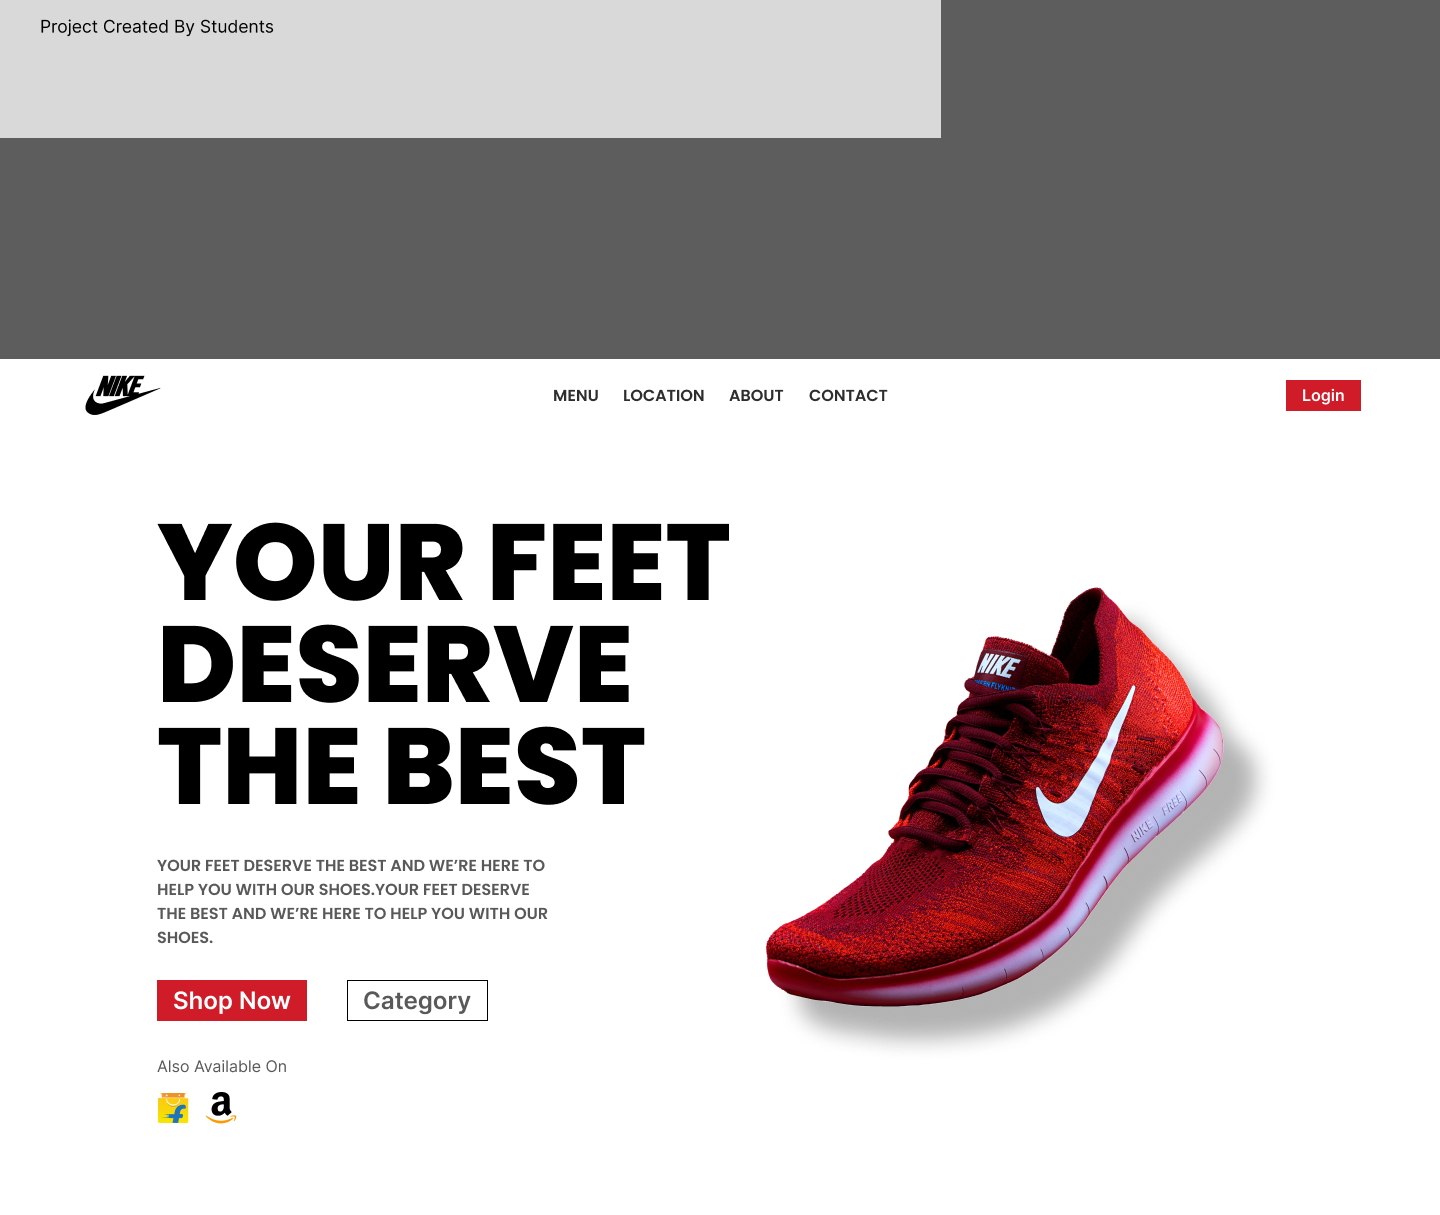 Project Created By Students
NIKE
MENU LOCATION ABOUT CONTACT
Login
YOUR FEET
DESERVE
THE BEST
NIKE
NIKE FREE
YOUR FEET DESERVE THE BEST AND WE’RE HERE TO
HELP YOU WITH OUR SHOES.YOUR FEET DESERVE
THE BEST AND WE’RE HERE TO HELP YOU WITH OUR
SHOES.
Shop Now
Category
Also Available On